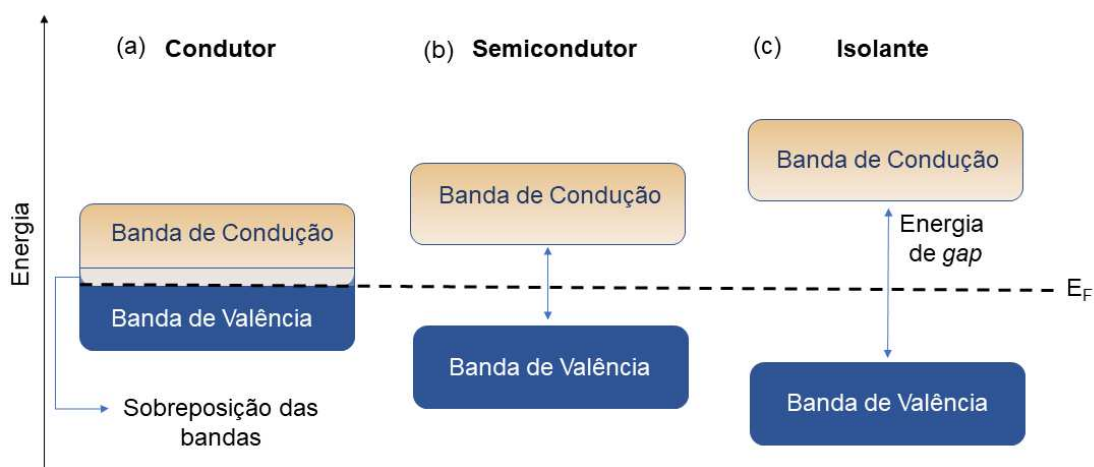 (a) Condutor
(b) Semicondutor
(c) Isolante
Energia
Banda de Condução
Banda de Valência
Sobreposição das
bandas
Banda de Condução
Banda de Valência
Banda de Condução
Energia
de gap
Banda de Valência
E_F